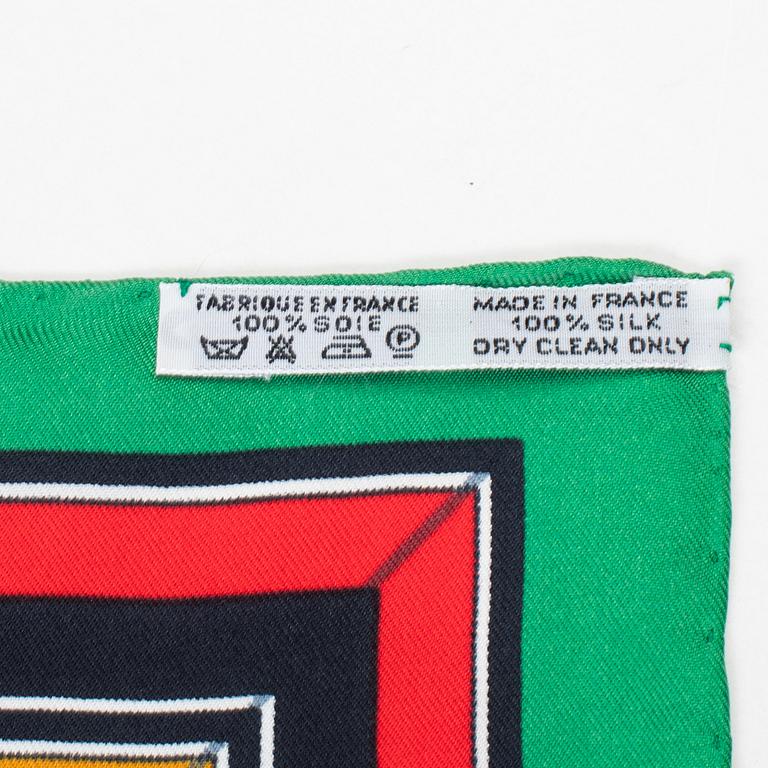 FABRIQUE EN FRANCE
100% SOIE
P
MADE IN FRANCE
100% SILK
DRY CLEAN ONLY